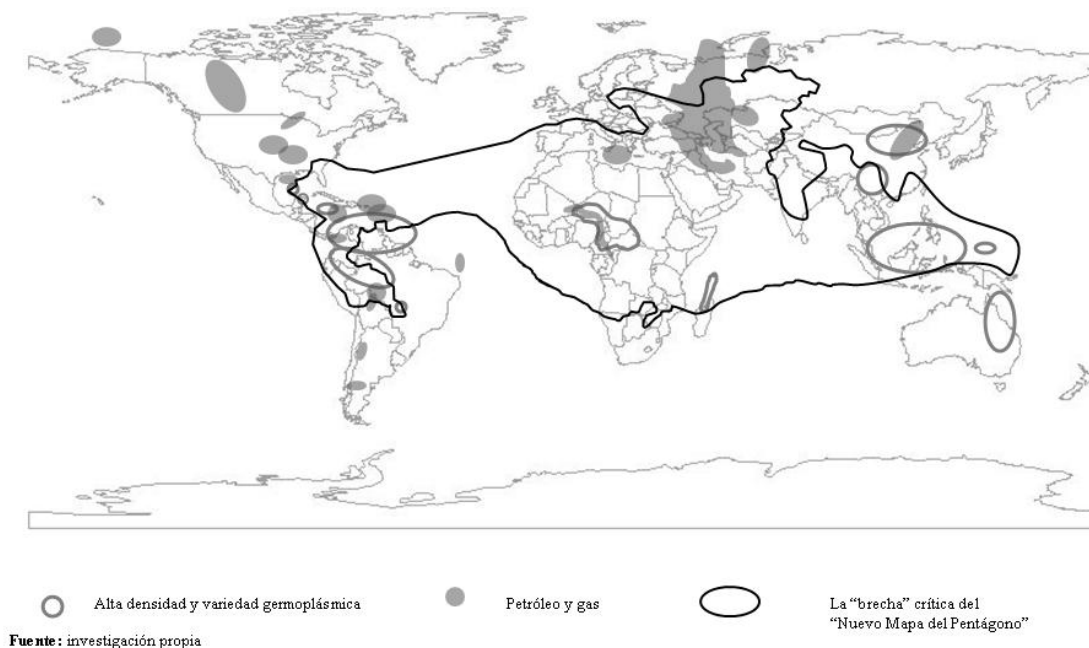 Alta densidad y variedad germoplásmica
Petróleo y gas
La “brecha” crítica del
“Nuevo Mapa del Pentágono”
Fuente: investigación propia